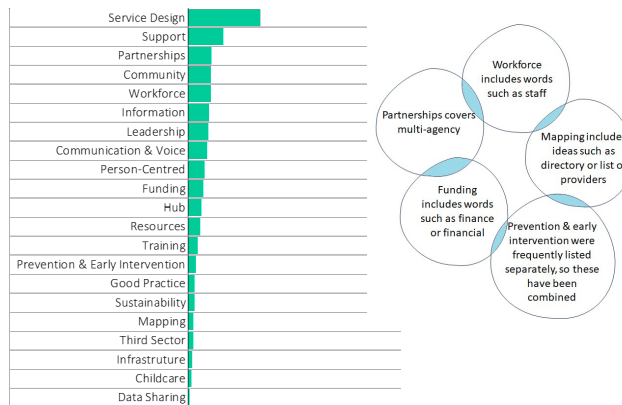 Service Design
Support
Partnerships
Community
Workforce
Information
Leadership
Communication & Voice
Person-Centred
Funding
Hub
Resources
Training
Prevention & Early Intervention
Good Practice
Sustainability
Mapping
Third Sector
Infrastruture
Childcare
Data Sharing
Workforce
includes words
such as staff
Partnerships covers
multi-agency
Mapping include
ideas such as
directory or list o
providers
Funding
includes words
such as finance
or financial
Prevention & early
intervention were
frequently listed
separately, so these
have been
combined